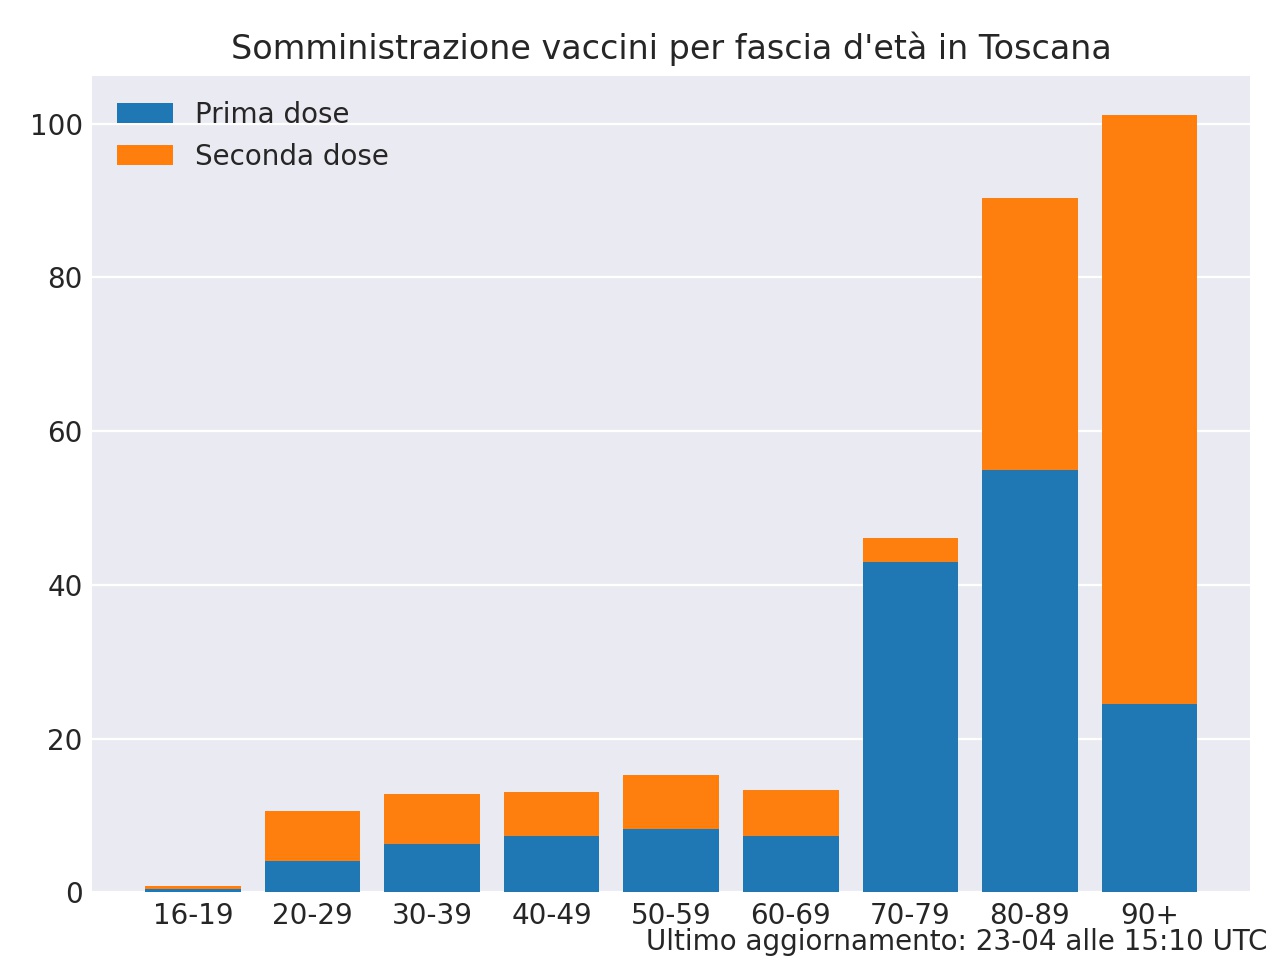 Somministrazione vaccini per fascia d'età in Toscana
Prima dose
Seconda dose
100
80
60
40
20
0
16-19 20-29 30-39 40-49 50-59 60-69 70-79 80-89 90+
Ultimo aggiornamento: 23-04 alle 15:10 UTC